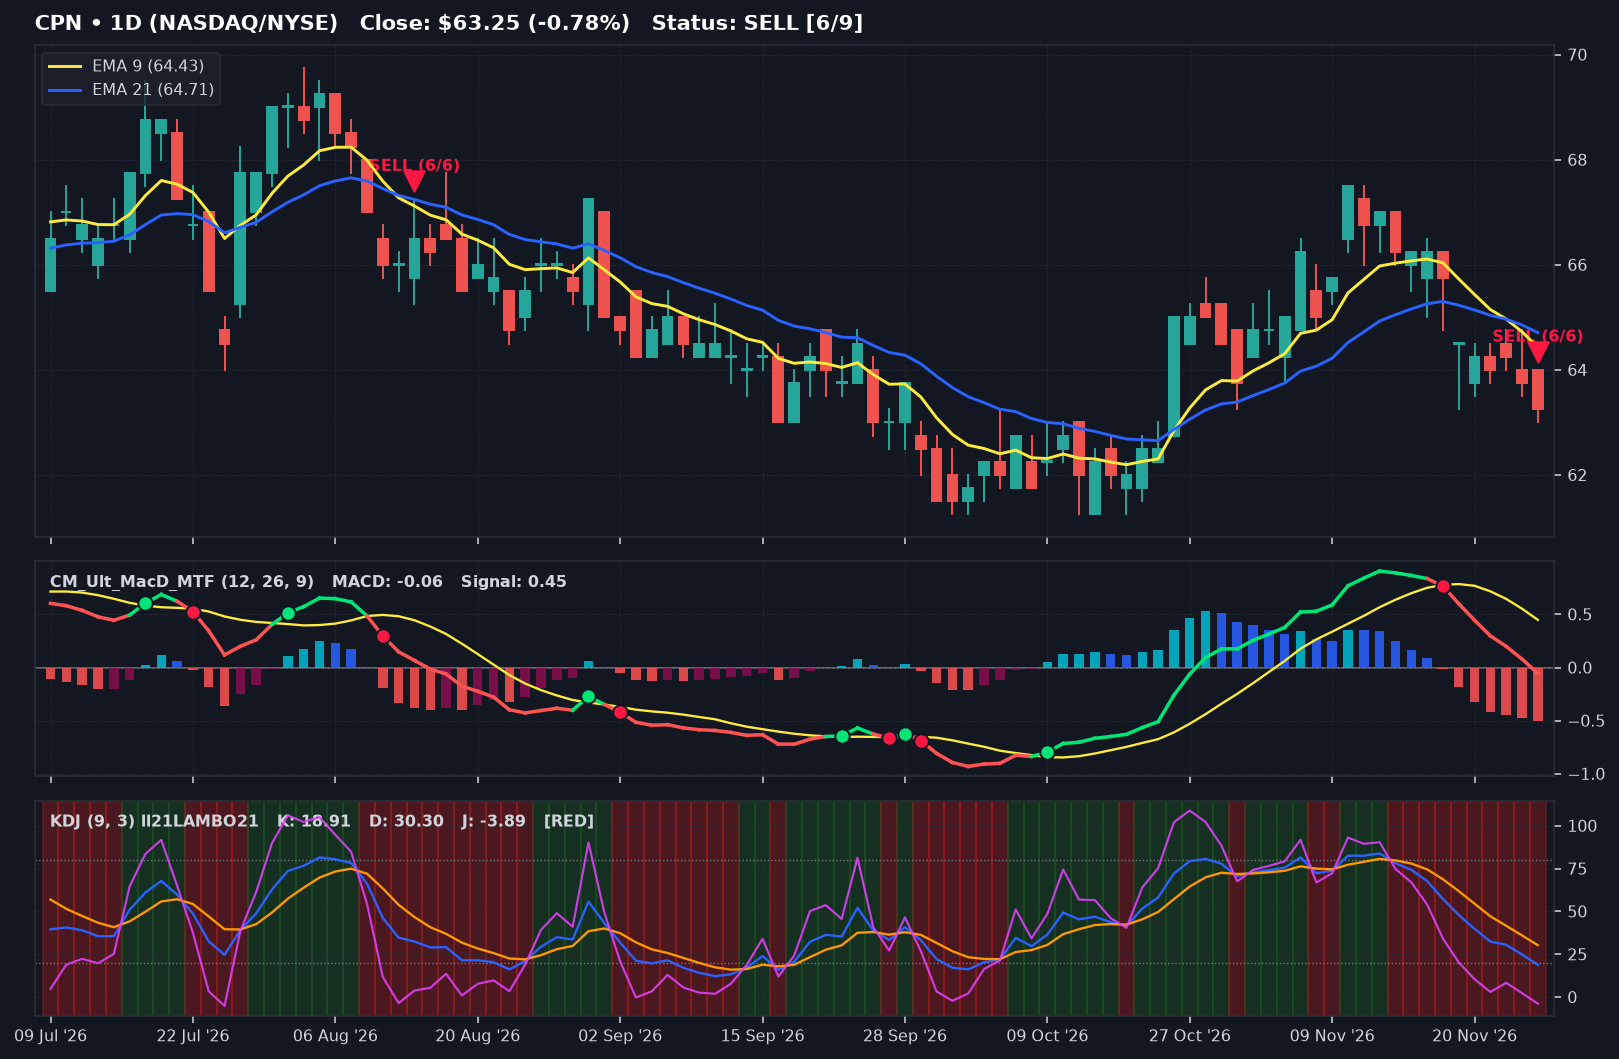 CPN • 1D (NASDAQ/NYSE)   Close: $63.25 (-0.78%)   Status: SELL [6/9]
EMA 9 (64.43)
EMA 21 (64.71)
70
68
66
64
62
SELL (6/6)
SELL (6/6)
CM_Ult_MacD_MTF (12, 26, 9)   MACD: -0.06   Signal: 0.45
0.5
0.0
−0.5
−1.0
KDJ (9, 3) II21LAMBO21   K: 18.91   D: 30.30   J: -3.89   [RED]
100
75
50
25
0
09 Jul '26
22 Jul '26
06 Aug '26
20 Aug '26
02 Sep '26
15 Sep '26
28 Sep '26
09 Oct '26
27 Oct '26
09 Nov '26
20 Nov '26